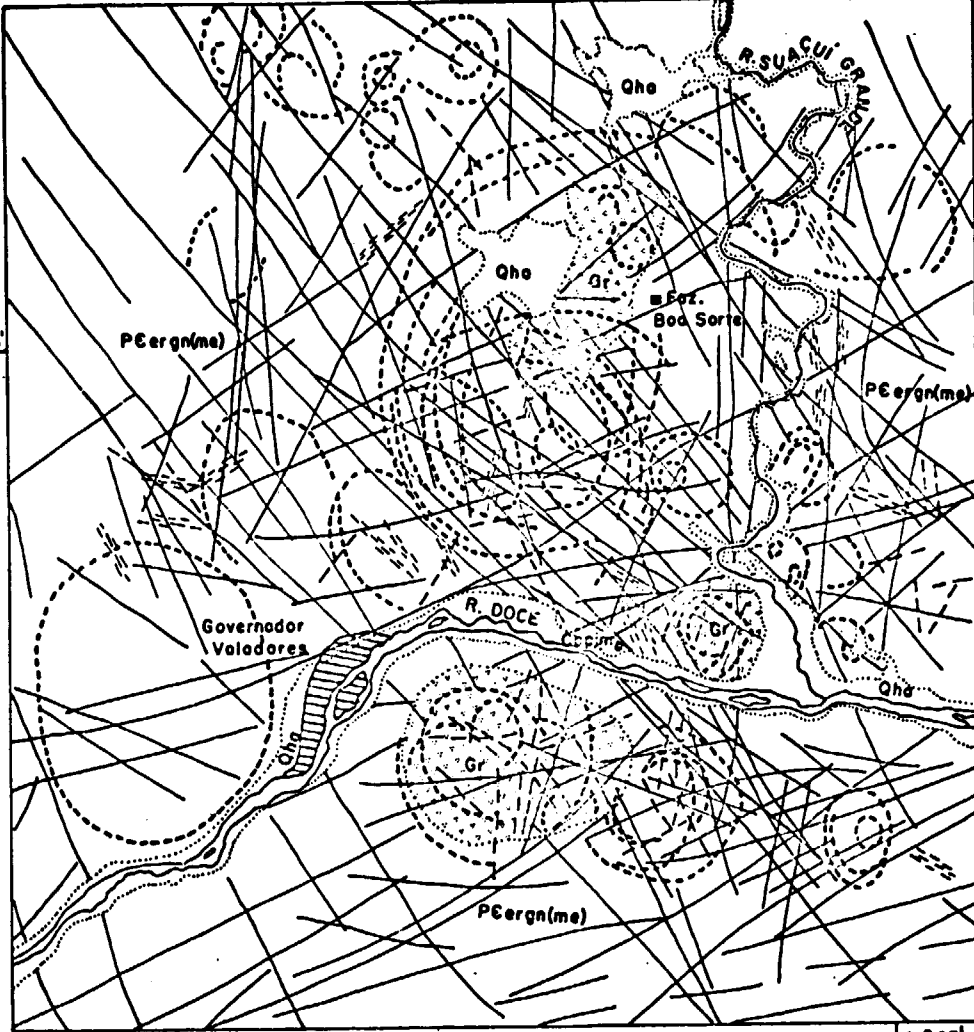 R. SUAÇUÍ GRANDE
Qha
Qha
Gr
Faz.
Boa Sorte
PЄergn(me)
PЄergn(me)
R. DOCE
Governador
Valadares
Gr
Qha
Qha
Gr
PЄergn(me)